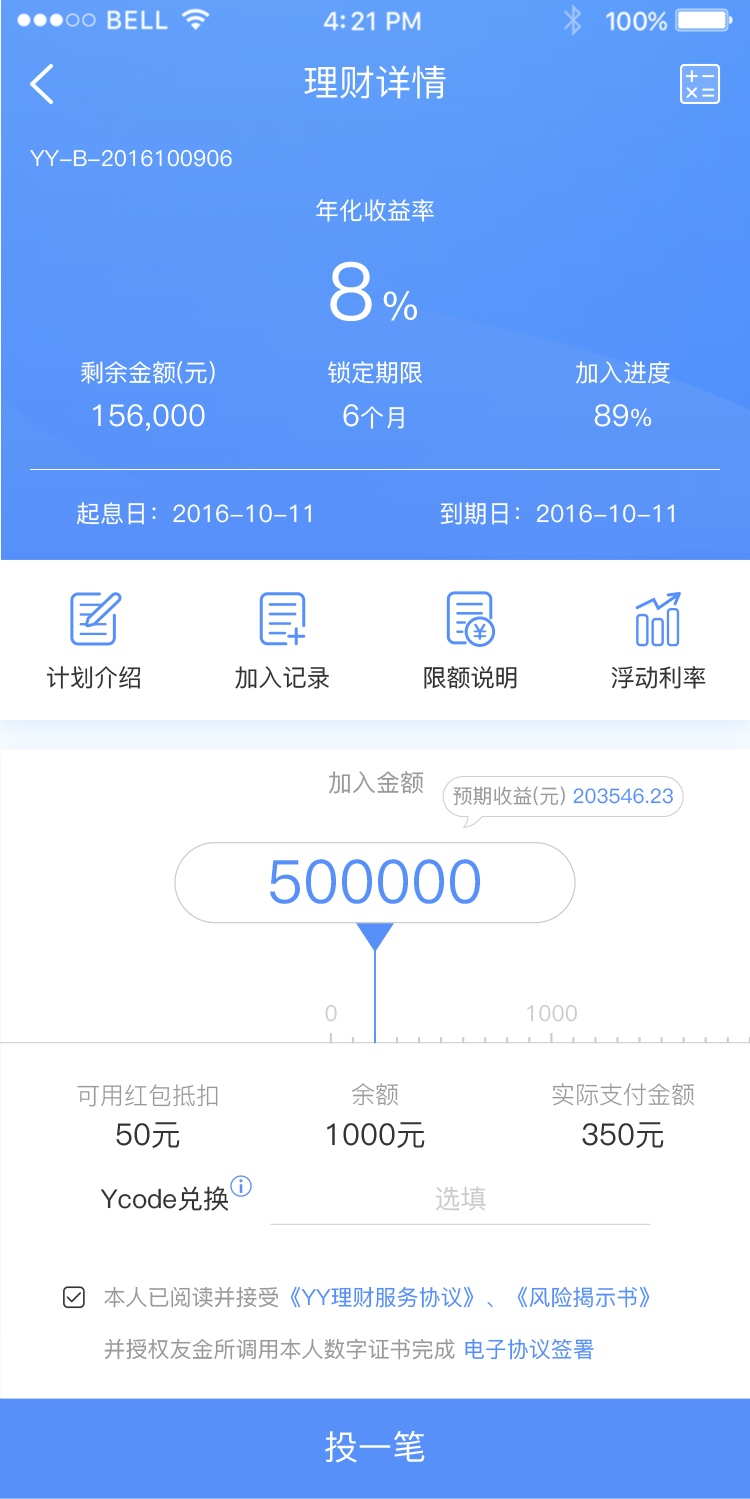 BELL 4:21 PM 100%
理财详情
YY-B-2016100906
年化收益率
8%
剩余金额(元) 锁定期限 加入进度
156,000 6个月 89%
起息日：2016-10-11 到期日：2016-10-11
计划介绍 加入记录 限额说明 浮动利率
加入金额 预期收益(元) 203546.23
500000
0 1000
可用红包抵扣 余额 实际支付金额
50元 1000元 350元
Ycode兑换 选填
本人已阅读并接受《YY理财服务协议》、《风险揭示书》
并授权友金所调用本人数字证书完成 电子协议签署
投一笔